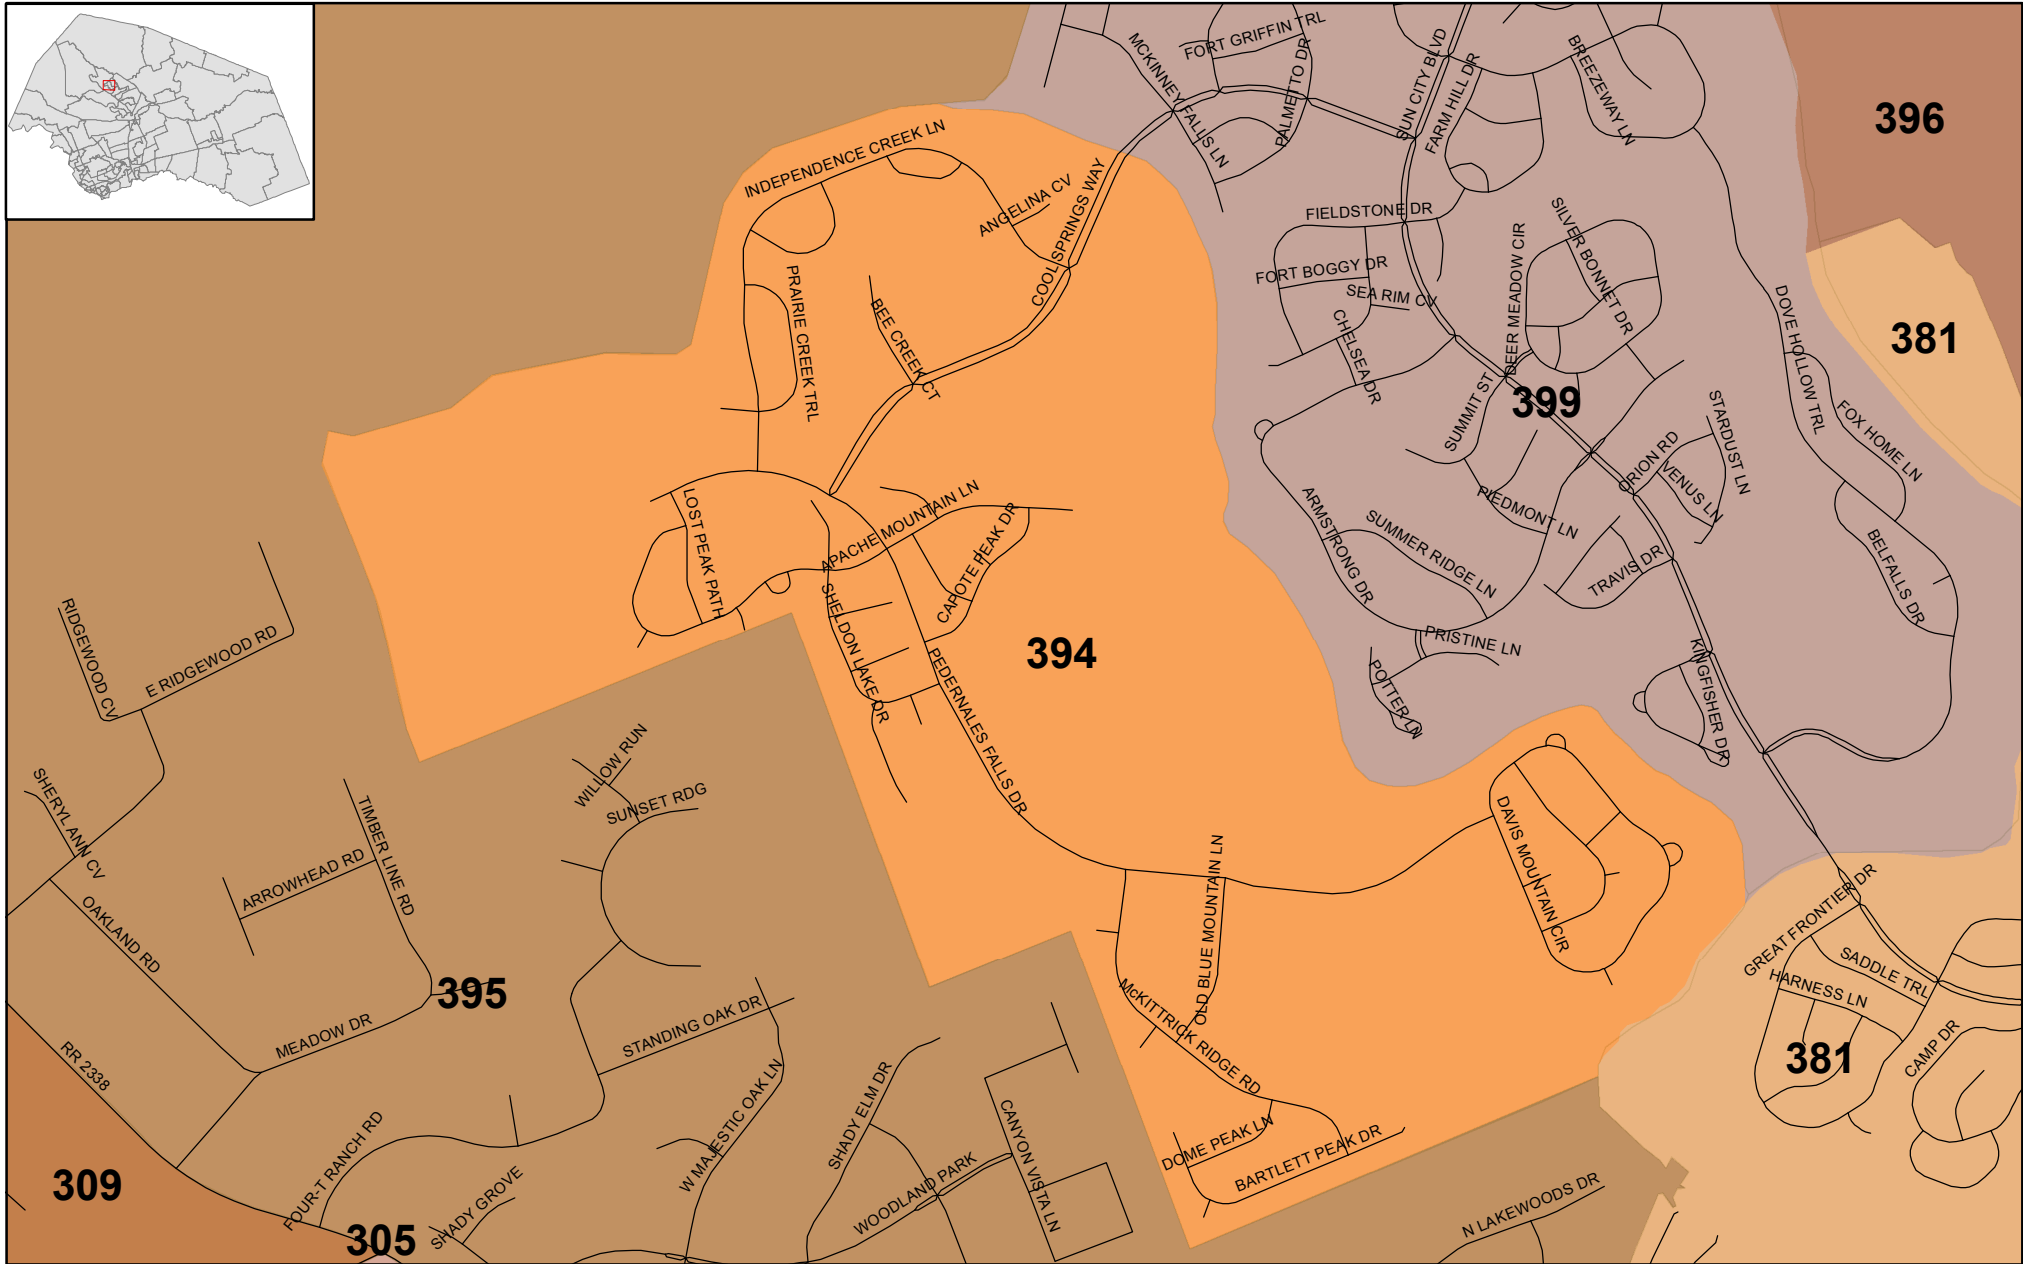 FORT GRIFFIN TRL
MCKINNEY FALLS LN
PALMETTO DR
SUN CITY BLVD
FARM HILL DR
BREEZEWAY LN
396
INDEPENDENCE CREEK LN
ANGELINA CV
COOL SPRINGS WAY
FIELDSTONE DR
FORT BOGGY DR
SEA RIM CV
CHELSEA DR
DEER MEADOW CIR
SILVER BONNET DR
DOVE HOLLOW TRL
381
PRAIRIE CREEK TRL
BEE CREEK CT
SUMMIT ST
399
STARDUST LN
FOX HOME LN
ORION RD
VENUS LN
PIEDMONT LN
LOST PEAK PATH
APACHE MOUNTAIN LN
CAPOTE PEAK DR
ARMSTRONG DR
SUMMER RIDGE LN
TRAVIS DR
BELFALLS DR
RIDGEWOOD CV
E RIDGEWOOD RD
SHELDON LAKE DR
394
PEDERNALES FALLS DR
PRISTINE LN
POTTER LN
KINGFISHER DR
WILLOW RUN
SUNSET RDG
SHERYL ANN CV
TIMBER LINE RD
ARROWHEAD RD
OAKLAND RD
DAVIS MOUNTAIN CIR
OLD BLUE MOUNTAIN LN
GREAT FRONTIER DR
SADDLE TRL
HARNESS LN
395
MEADOW DR
STANDING OAK DR
McKITTRICK RIDGE RD
CAMP DR
381
RR 2338
W MAJESTIC OAK LN
SHADY ELM DR
CANYON VISTA LN
DOME PEAK LN
BARTLETT PEAK DR
309
FOUR-T RANCH RD
305
SHADY GROVE
WOODLAND PARK
N LAKEWOODS DR